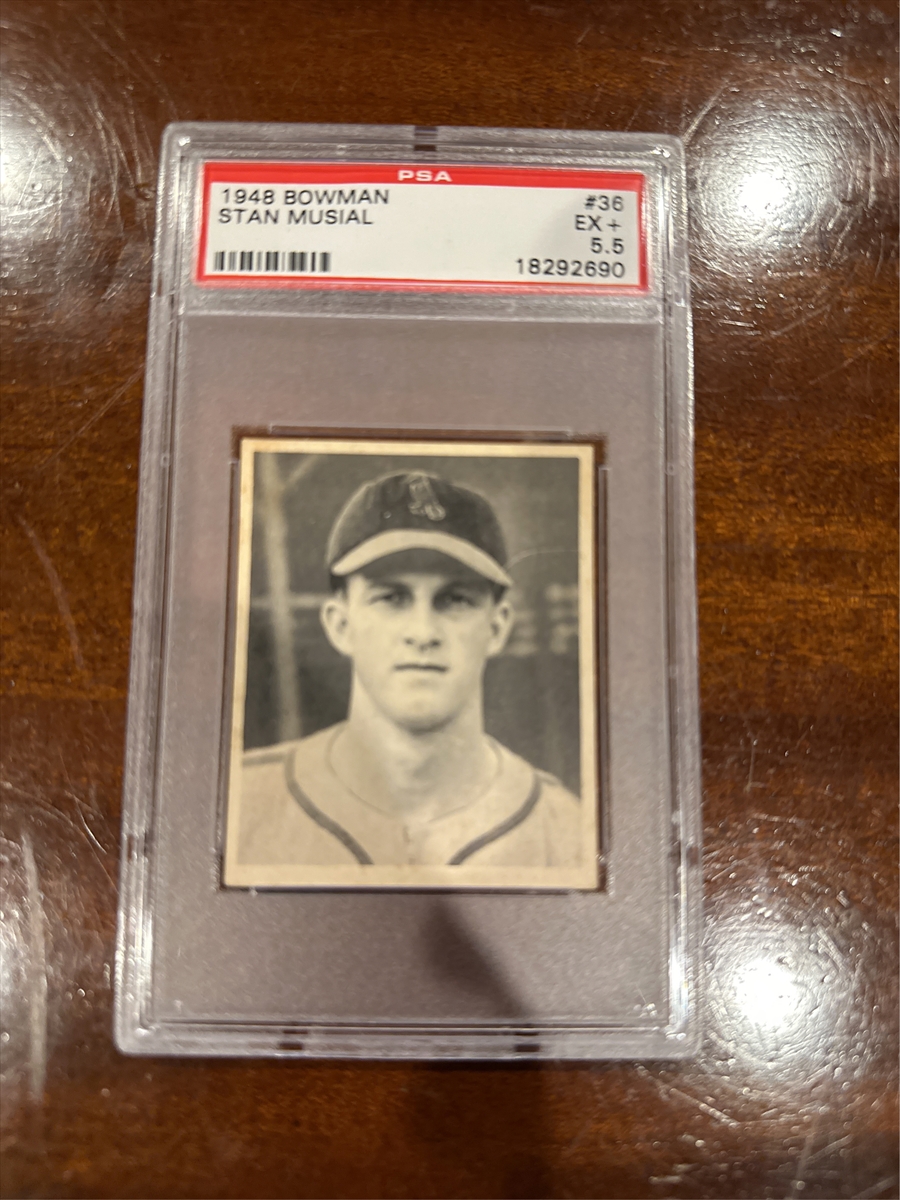 PSA
1948 BOWMAN #36
STAN MUSIAL EX +
5.5
18292690